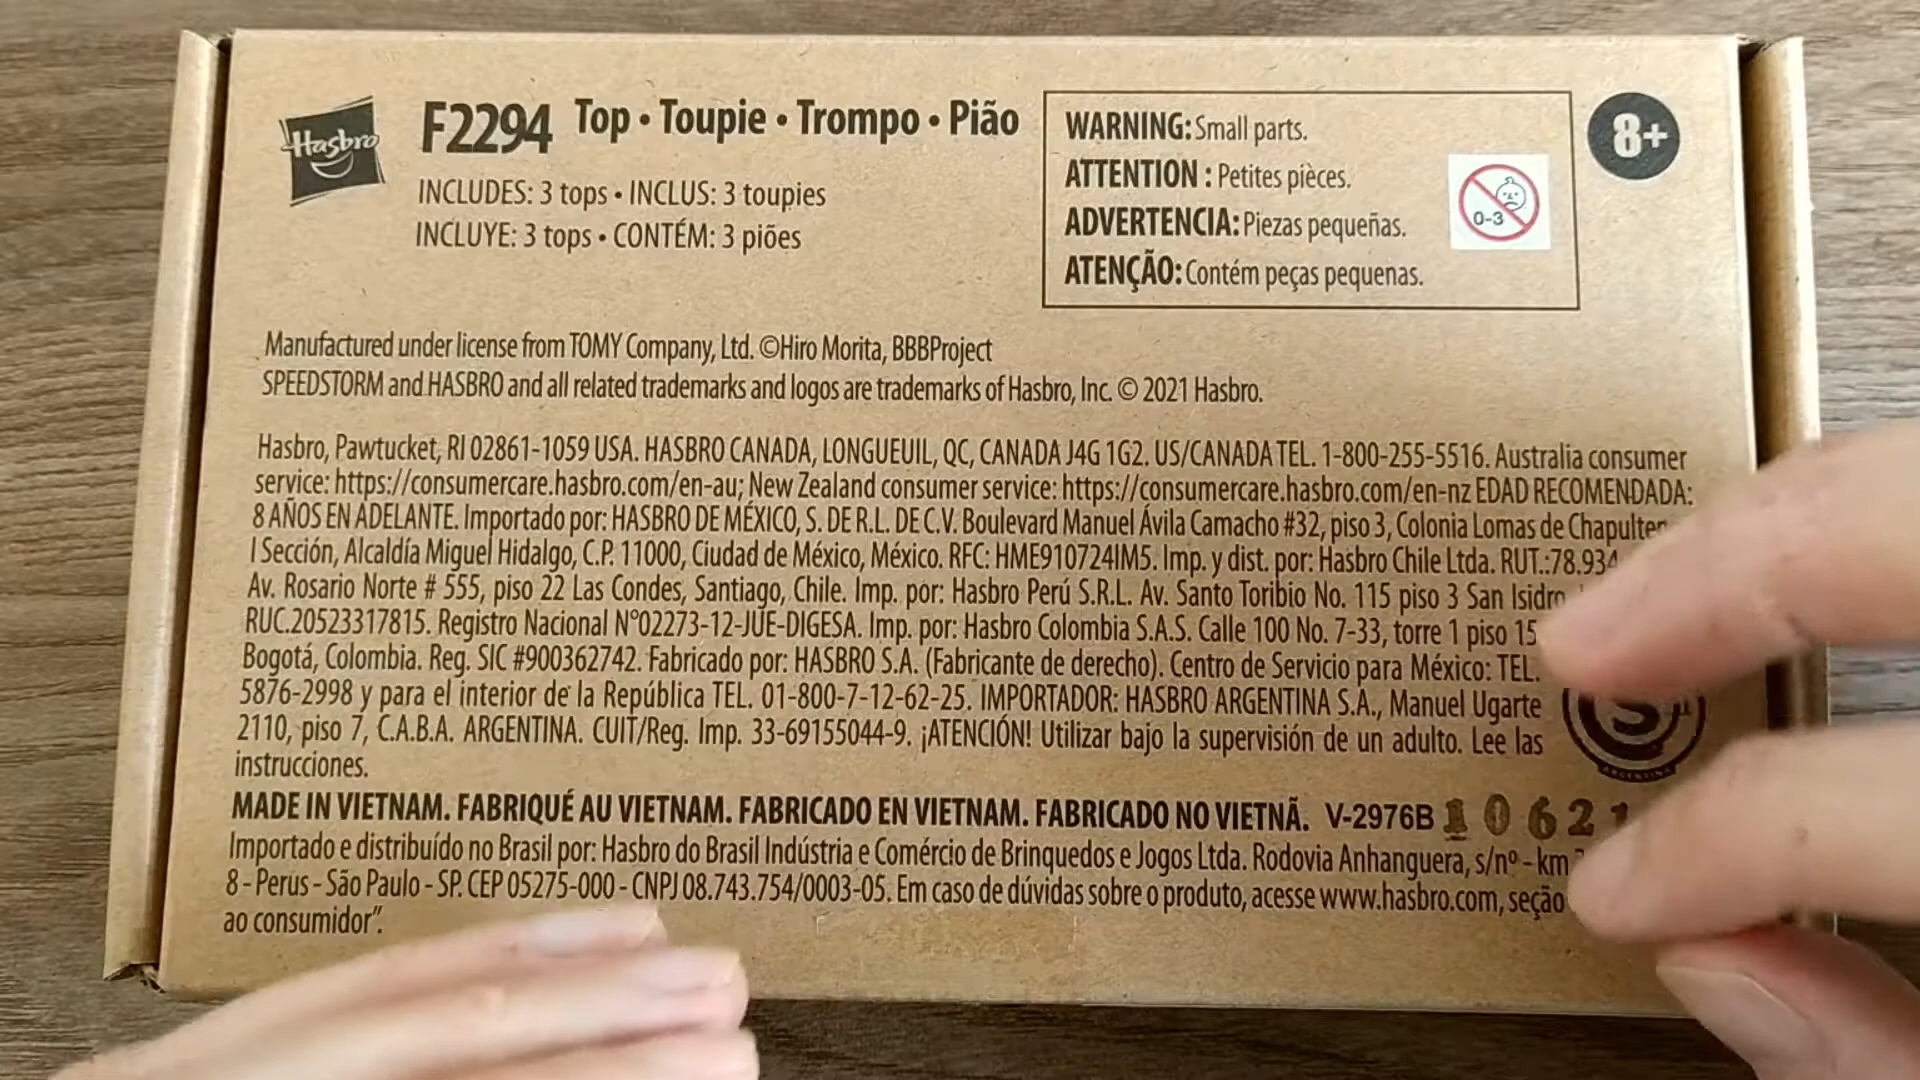 Hasbro
F2294 Top • Toupie • Trompo • Pião
INCLUDES: 3 tops • INCLUS: 3 toupies
INCLUYE: 3 tops • CONTÉM: 3 piões
WARNING: Small parts.
ATTENTION : Petites pièces.
ADVERTENCIA: Piezas pequeñas.
ATENÇÃO: Contém peças pequenas.
0-3
8+
Manufactured under license from TOMY Company, Ltd. ©Hiro Morita, BBBProject
SPEEDSTORM and HASBRO and all related trademarks and logos are trademarks of Hasbro, Inc. © 2021 Hasbro.
Hasbro, Pawtucket, RI 02861-1059 USA. HASBRO CANADA, LONGUEUIL, QC, CANADA J4G 1G2. US/CANADA TEL. 1-800-255-5516. Australia consumer
service: https://consumercare.hasbro.com/en-au; New Zealand consumer service: https://consumercare.hasbro.com/en-nz EDAD RECOMENDADA:
8 AÑOS EN ADELANTE. Importado por: HASBRO DE MÉXICO, S. DE R.L. DE C.V. Boulevard Manuel Ávila Camacho #32, piso 3, Colonia Lomas de
I Sección, Alcaldía Miguel Hidalgo, C.P. 11000, Ciudad de México, México. RFC: HME910724IM5. Imp. y dist. por: Hasbro Chile Ltda. RUT.:78.934
Av. Rosario Norte # 555, piso 22 Las Condes, Santiago, Chile. Imp. por: Hasbro Perú S.R.L. Av. Santo Toribio No. 115 piso 3 San Isidro
RUC.20523317815. Registro Nacional N°02273-12-JUE-DIGESA. Imp. por: Hasbro Colombia S.A.S. Calle 100 No. 7-33, torre 1 piso 15
Bogotá, Colombia. Reg. SIC #900362742. Fabricado por: HASBRO S.A. (Fabricante de derecho). Centro de Servicio para México: TEL.
5876-2998 y para el interior de la República TEL. 01-800-7-12-62-25. IMPORTADOR: HASBRO ARGENTINA S.A., Manuel Ugarte
2110, piso 7, C.A.B.A. ARGENTINA. CUIT/Reg. Imp. 33-69155044-9. ¡ATENCIÓN! Utilizar bajo la supervisión de un adulto. Lee las
instrucciones.
S
ARGENTINA
MADE IN VIETNAM. FABRIQUÉ AU VIETNAM. FABRICADO EN VIETNAM. FABRICADO NO VIETNÃ. V-2976B 10621
Importado e distribuído no Brasil por: Hasbro do Brasil Indústria e Comércio de Brinquedos e Jogos Ltda. Rodovia Anhanguera, s/nº - km
8 - Perus - São Paulo - SP. CEP 05275-000 - CNPJ 08.743.754/0003-05. Em caso de dúvidas sobre o produto, acesse www.hasbro.com, seção
ao consumidor”.